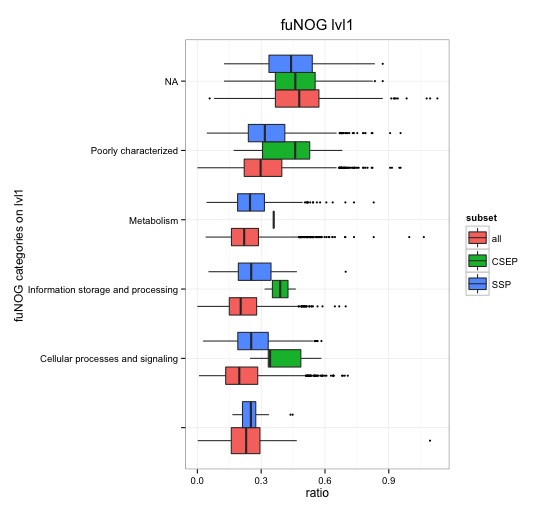 fuNOG lvl1
fuNOG categories on lvl1
NA
Poorly characterized
Metabolism
Information storage and processing
Cellular processes and signaling
0.0
0.3
0.6
0.9
ratio
subset
all
CSEP
SSP